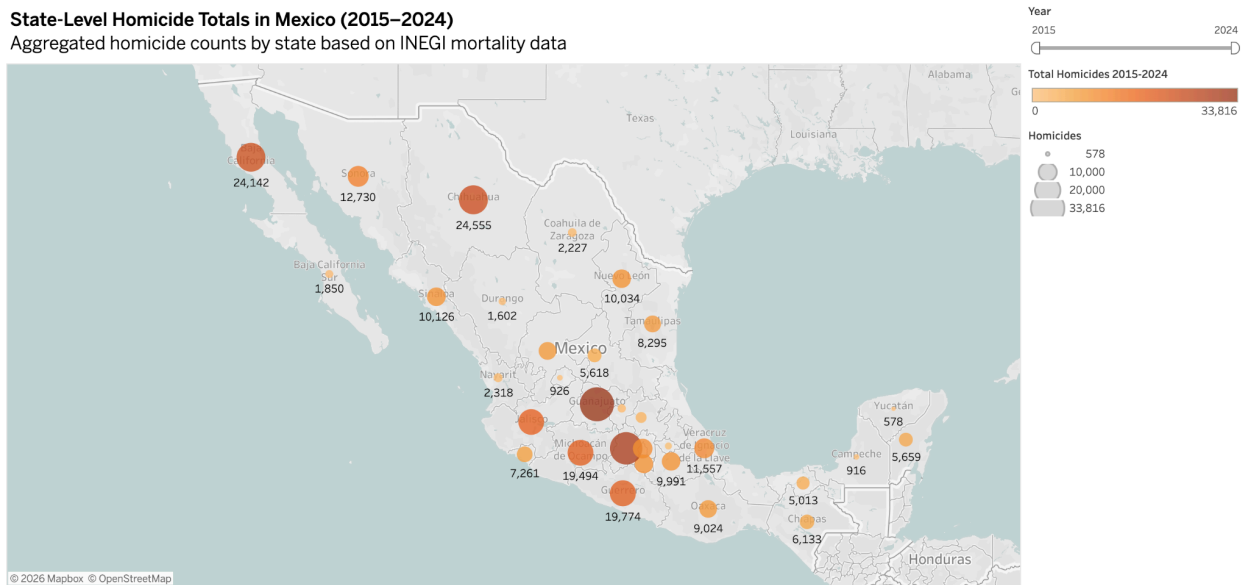 State-Level Homicide Totals in Mexico (2015–2024)
Aggregated homicide counts by state based on INEGI mortality data
Year
2015 2024
Total Homicides 2015-2024
0 33,816
Homicides
578
10,000
20,000
33,816
Alabama
Texas
Louisiana
Baja
California
24,142
Sonora
12,730
Chihuahua
24,555
Coahuila de
Zaragoza
2,227
Baja California
Sur
1,850
Nuevo León
10,034
Sinaloa
10,126
Durango
1,602
Tamaulipas
8,295
Mexico
5,618
Nayarit
2,318
926
Guanajuato
Jalisco
Yucatán
578
5,659
Michoacán
de Ocampo
19,494
7,261
Veracruz
de Ignacio
de la Llave
11,557
9,991
Campeche
916
Guerrero
19,774
Oaxaca
9,024
5,013
Chiapas
6,133
Honduras
© 2026 Mapbox © OpenStreetMap